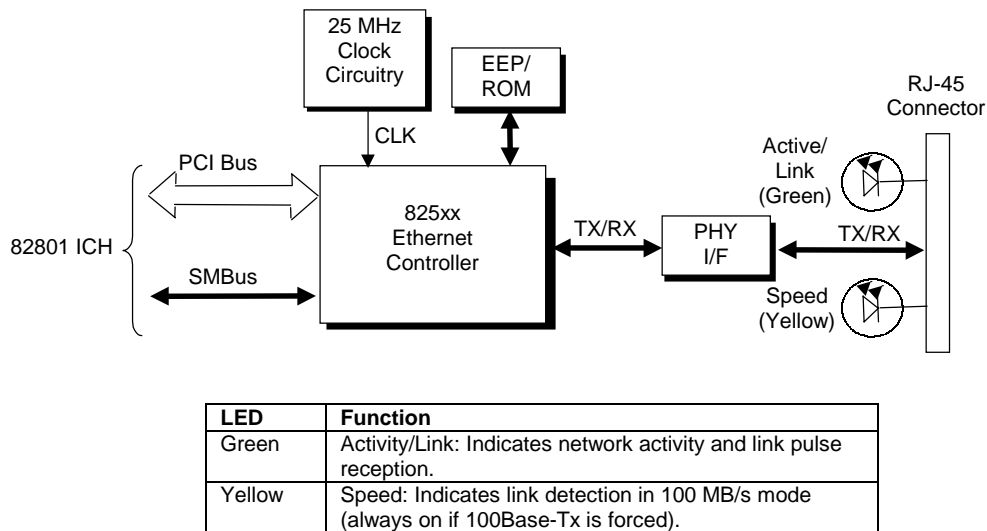 25 MHz
Clock
Circuitry
EEP/
ROM
RJ-45
Connector
CLK
PCI Bus
Active/
Link
(Green)
825xx
Ethernet
Controller
TX/RX
PHY
I/F
TX/RX
82801 ICH
SMBus
Speed
(Yellow)
LED Function
Green Activity/Link: Indicates network activity and link pulse
reception.
Yellow Speed: Indicates link detection in 100 MB/s mode
(always on if 100Base-Tx is forced).